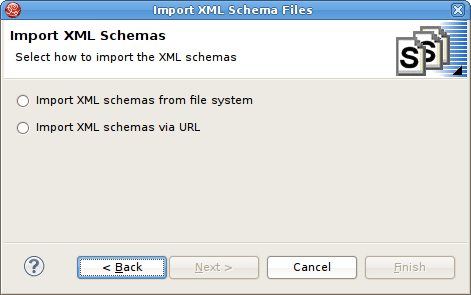 Import XML Schema Files
Import XML Schemas
Select how to import the XML schemas
S S
Import XML schemas from file system
Import XML schemas via URL
? < Back Next > Cancel Finish